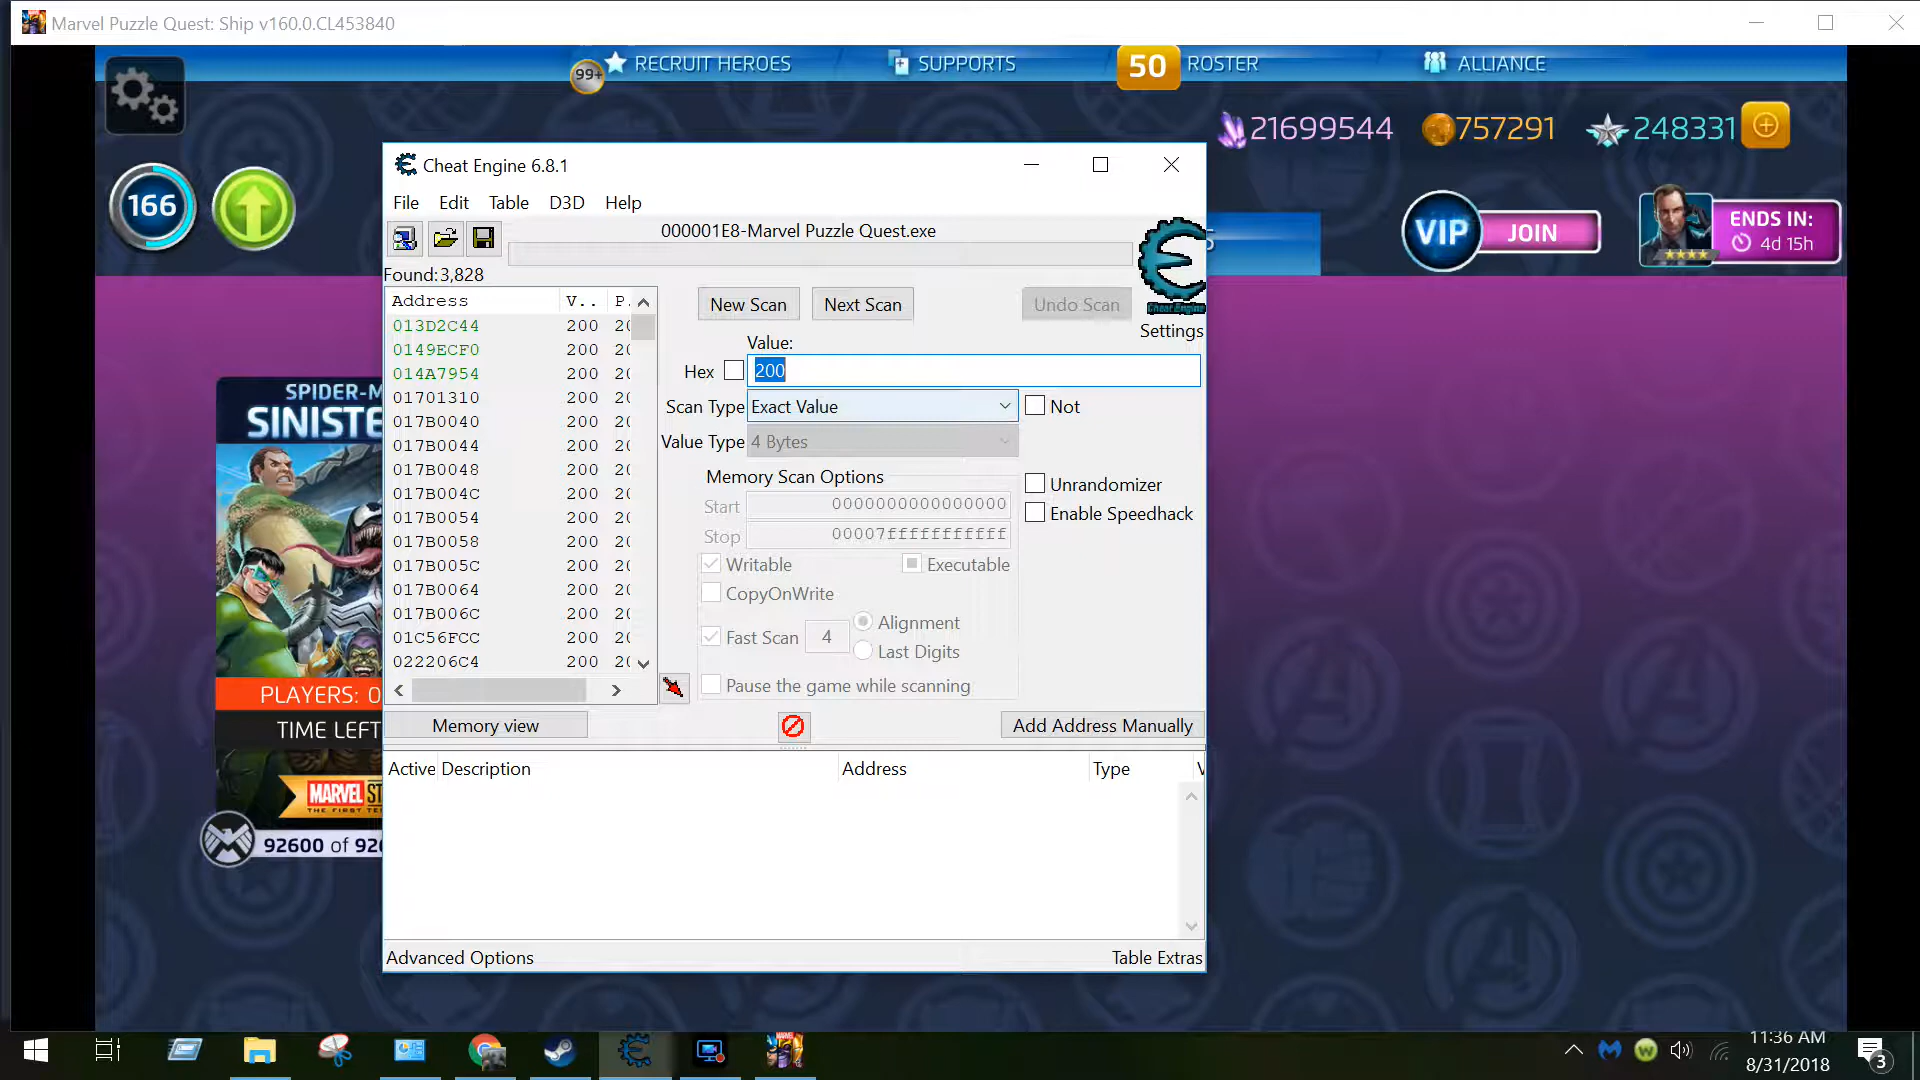 Marvel Puzzle Quest: Ship v160.0.CL453840
99+
RECRUIT HEROES
SUPPORTS
50
ROSTER
ALLIANCE
21699544
757291
248331
166
VIP
JOIN
ENDS IN:
4d 15h
Cheat Engine 6.8.1
File Edit Table D3D Help
000001E8-Marvel Puzzle Quest.exe
Found:3,828
Cheat Engine
Settings
Address V.. P.
013D2C44 200
0149ECF0 200
014A7954 200
01701310 200
017B0040 200
017B0044 200
017B0048 200
017B004C 200
017B0054 200
017B0058 200
017B005C 200
017B0064 200
017B006C 200
01C56FCC 200
022206C4 200
New Scan Next Scan Undo Scan
Value:
Hex 200
Scan Type Exact Value Not
Value Type 4 Bytes
Memory Scan Options
Start 0000000000000000
Stop 00007fffffffffff
Writable Executable
CopyOnWrite
Fast Scan 4 Alignment
Last Digits
Pause the game while scanning
Unrandomizer
Enable Speedhack
Memory view
Add Address Manually
Active Description Address Type
Advanced Options
Table Extras
SPIDER-M
SINISTE
PLAYERS: 0
TIME LEFT
MARVEL ST
THE FIRST TE
92600 of 92
11:36 AM
8/31/2018
3